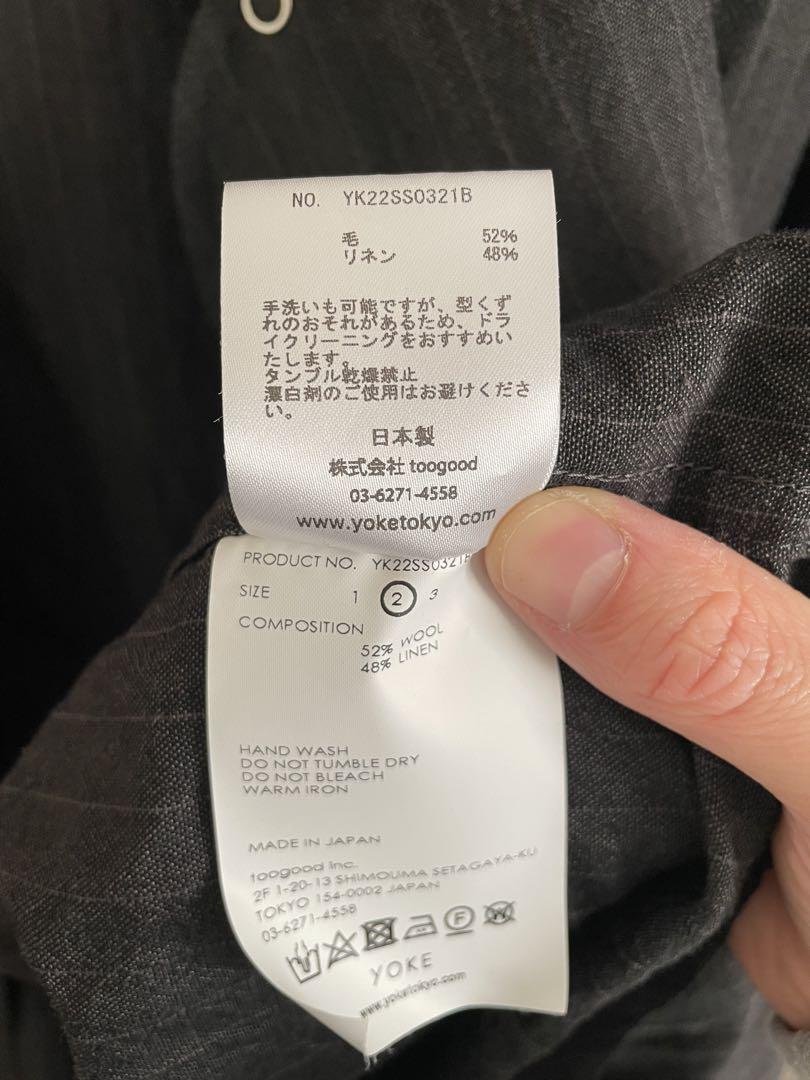 NO. YK22SS0321B
毛 52%
リネン 48%
手洗いも可能ですが、型くず
れのおそれがあるため、ドラ
イクリーニングをおすすめい
たします。
タンブル乾燥禁止
漂白剤のご使用はお避けくださ
い。
日本製
株式会社 toogood
03-6271-4558
www.yoketokyo.com
PRODUCT NO. YK22SS0321B
SIZE 1 2 3
COMPOSITION
52% WOOL
48% LINEN
HAND WASH
DO NOT TUMBLE DRY
DO NOT BLEACH
WARM IRON
MADE IN JAPAN
toogood Inc.
2F 1-20-13 SHIMOUMA SETAGAYA-KU
TOKYO 154-0002 JAPAN
03-6271-4558
F W
YOKE
www.yoketokyo.com